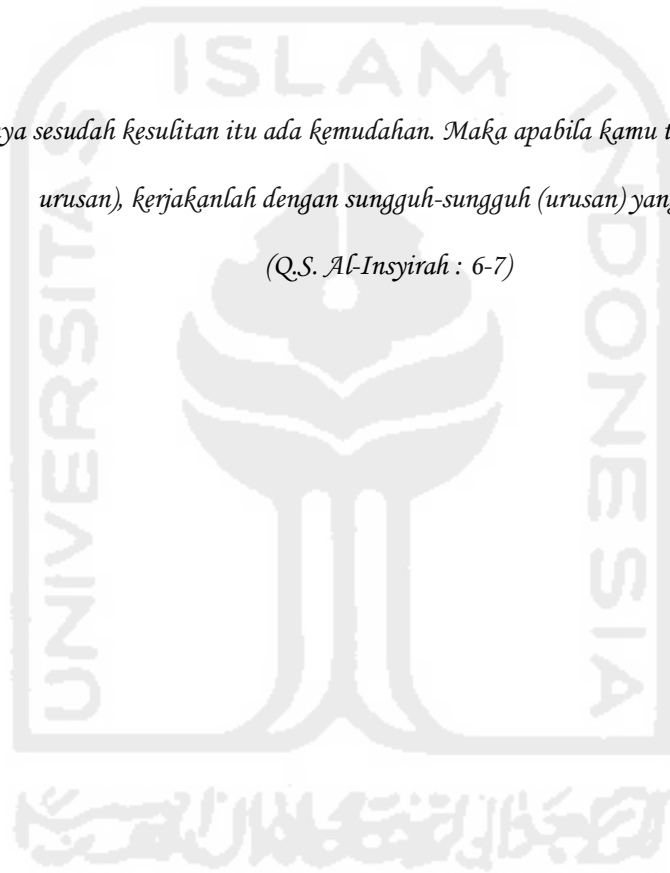 ISLAM
UNIVERSITAS
INDONESIA
ya sesudah kesulitan itu ada kemudahan. Maka apabila kamu t
urusan), kerjakanlah dengan sungguh-sungguh (urusan) yang
(Q.S. Al-Insyirah : 6-7)